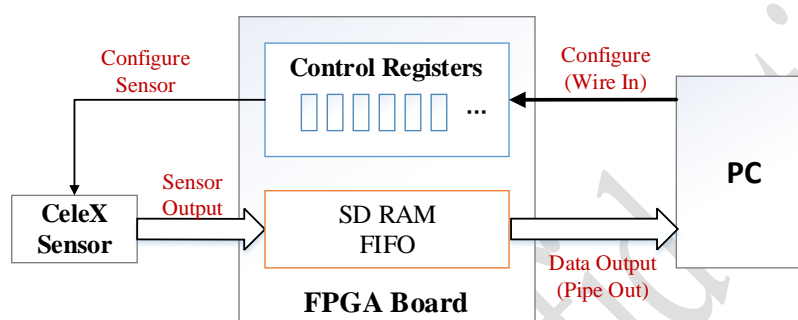 Configure
Sensor
Control Registers
...
Configure
(Wire In)
PC
CeleX
Sensor
Sensor
Output
SD RAM
FIFO
Data Output
(Pipe Out)
FPGA Board